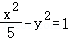 x²/5 − y² = 1